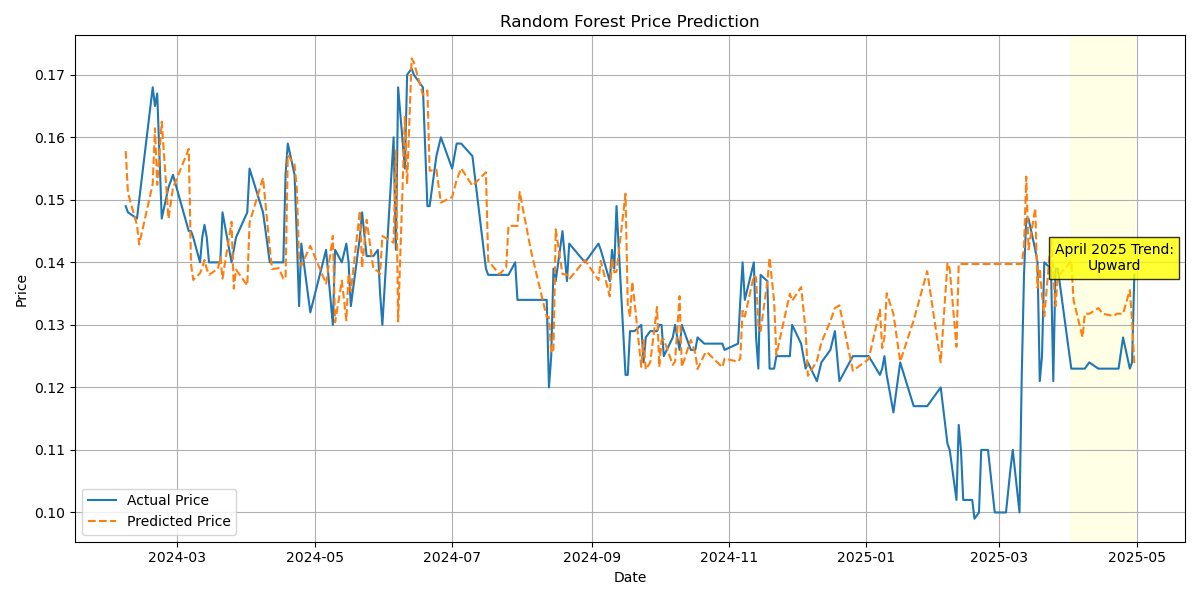 Random Forest Price Prediction
Price
0.17
0.16
0.15
0.14
0.13
0.12
0.11
0.10
April 2025 Trend:
Upward
Actual Price
Predicted Price
2024-03
2024-05
2024-07
2024-09
2024-11
2025-01
2025-03
2025-05
Date